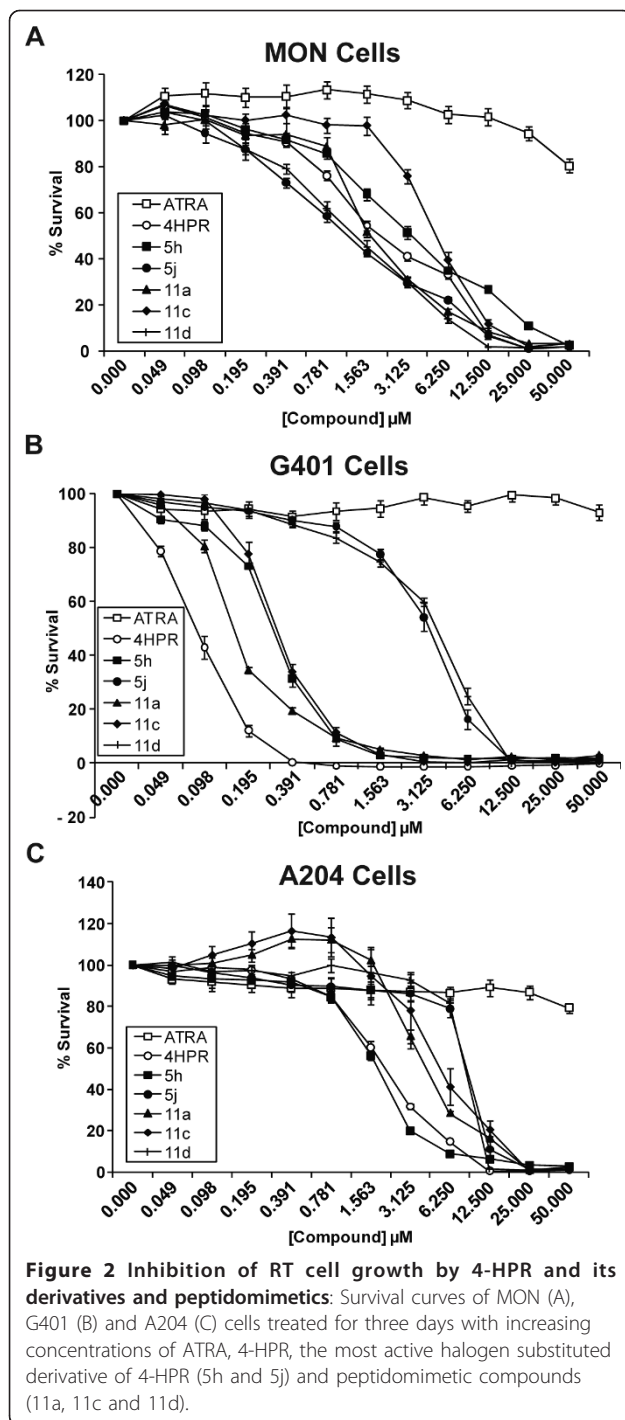 A
MON Cells
% Survival
120
100
80
60
40
20
0
ATRA
4HPR
5h
5j
11a
11c
11d
0.000 0.049 0.098 0.195 0.391 0.781 1.563 3.125 6.250 12.500 25.000 50.000
[Compound] µM
B
G401 Cells
% Survival
100
80
60
40
20
0
- 20
ATRA
4HPR
5h
5j
11a
11c
11d
0.000 0.049 0.098 0.195 0.391 0.781 1.563 3.125 6.250 12.500 25.000 50.000
[Compound] µM
C
A204 Cells
% Survival
140
120
100
80
60
40
20
0
ATRA
4HPR
5h
5j
11a
11c
11d
0.000 0.049 0.098 0.195 0.391 0.781 1.563 3.125 6.250 12.500 25.000 50.000
[Compound] µM
Figure 2 Inhibition of RT cell growth by 4-HPR and its
derivatives and peptidomimetics: Survival curves of MON (A),
G401 (B) and A204 (C) cells treated for three days with increasing
concentrations of ATRA, 4-HPR, the most active halogen substituted
derivative of 4-HPR (5h and 5j) and peptidomimetic compounds
(11a, 11c and 11d).